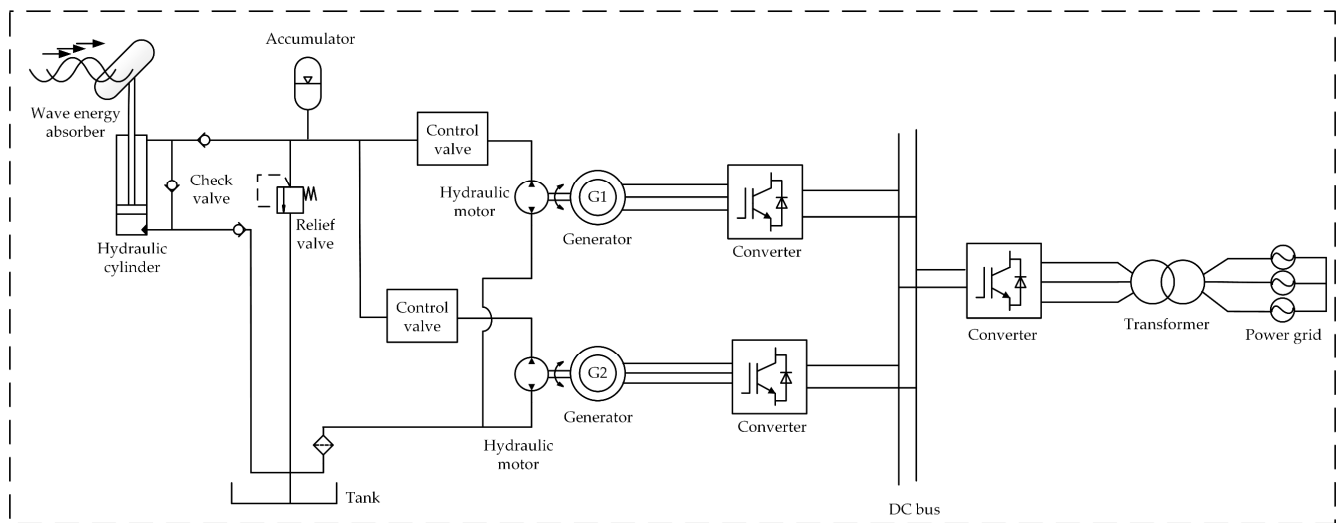 Accumulator
Wave energy
absorber
Control
valve
Check
valve
Hydraulic
motor
G1
Relief
valve
Generator
Hydraulic
cylinder
Converter
Control
valve
Converter
Transformer
Power grid
G2
Generator
Converter
Hydraulic
motor
Tank
DC bus